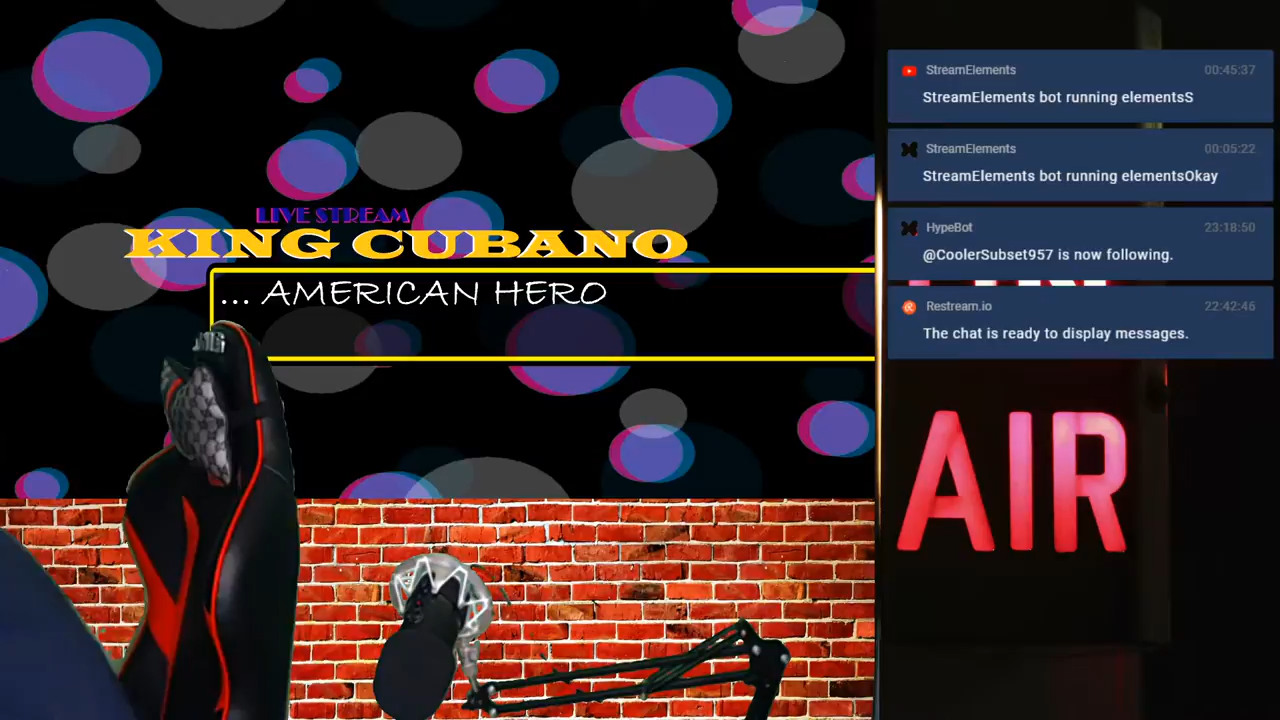 LIVE STREAM
KING CUBANO
... AMERICAN HERO
StreamElements 00:45:37
StreamElements bot running elementsS
StreamElements 00:05:22
StreamElements bot running elementsOkay
HypeBot 23:18:50
@CoolerSubset957 is now following.
Restream.io 22:42:46
The chat is ready to display messages.
AIR